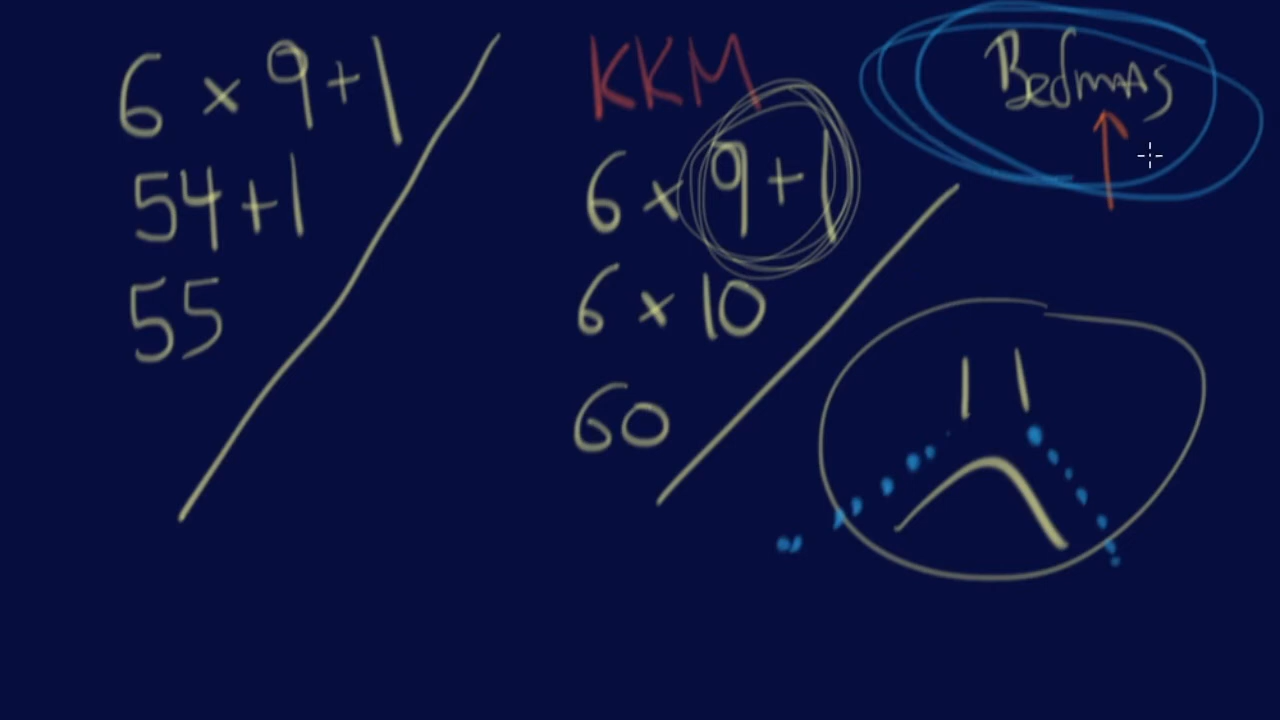 6 × 9 + 1
54 + 1
55
KKM
6 × 9 + 1
6 × 10
60
Bedmas